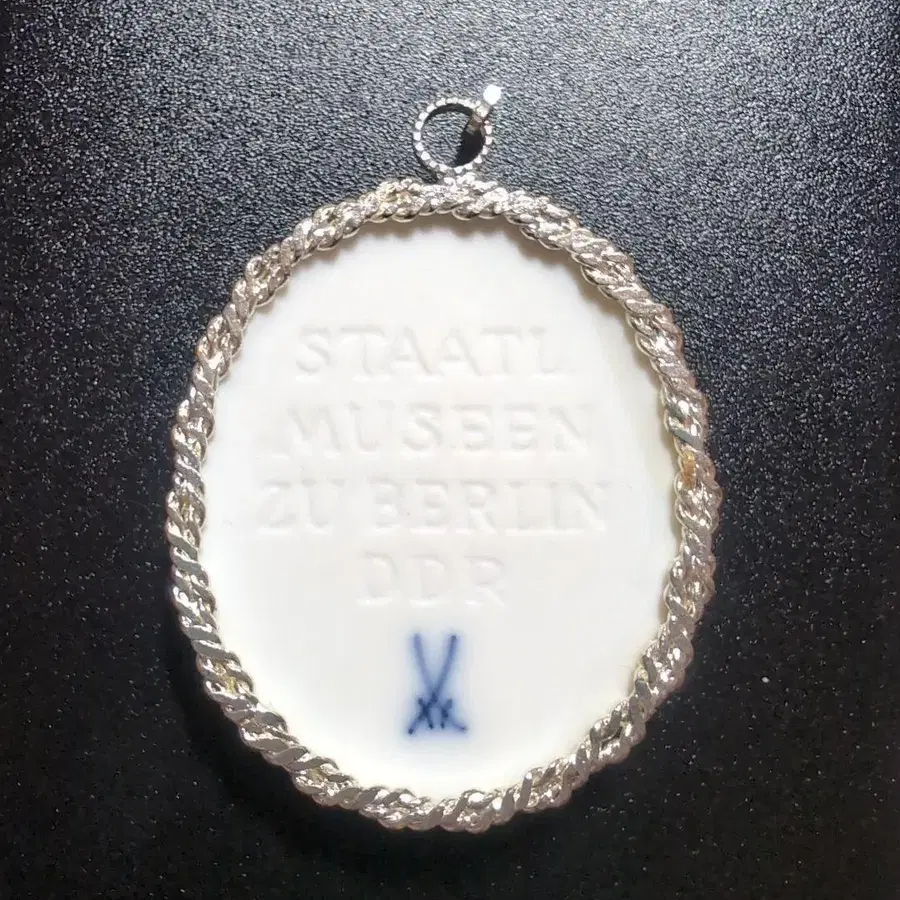 STAATL.
MUSEEN
ZU BERLIN
DDR